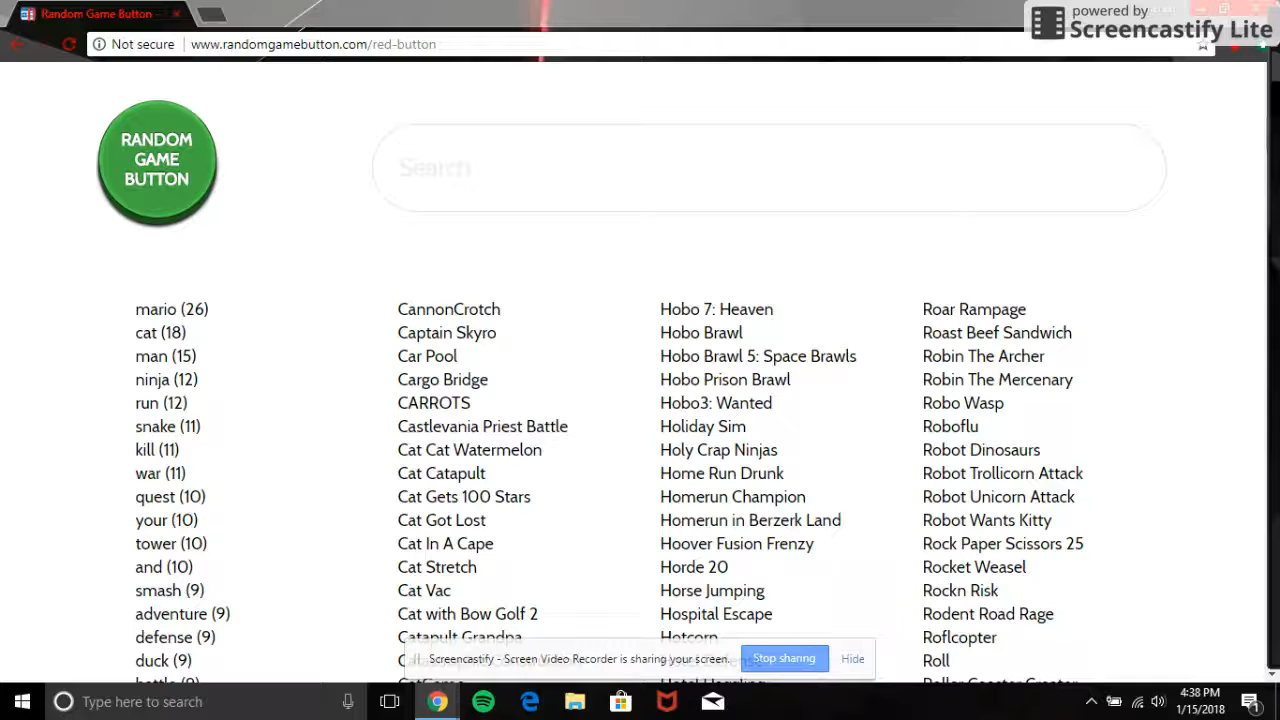 Random Game Button
powered by
Screencastify Lite
Not secure
www.randomgamebutton.com/red-button
RANDOM
GAME
BUTTON
Search
mario (26)
cat (18)
man (15)
ninja (12)
run (12)
snake (11)
kill (11)
war (11)
quest (10)
your (10)
tower (10)
and (10)
smash (9)
adventure (9)
defense (9)
duck (9)
CannonCrotch
Captain Skyro
Car Pool
Cargo Bridge
CARROTS
Castlevania Priest Battle
Cat Cat Watermelon
Cat Catapult
Cat Gets 100 Stars
Cat Got Lost
Cat In A Cape
Cat Stretch
Cat Vac
Cat with Bow Golf 2
Catapult Grandpa
Hobo 7: Heaven
Hobo Brawl
Hobo Brawl 5: Space Brawls
Hobo Prison Brawl
Hobo3: Wanted
Holiday Sim
Holy Crap Ninjas
Home Run Drunk
Homerun Champion
Homerun in Berzerk Land
Hoover Fusion Frenzy
Horde 20
Horse Jumping
Hospital Escape
Hotcorn
Roar Rampage
Roast Beef Sandwich
Robin The Archer
Robin The Mercenary
Robo Wasp
Roboflu
Robot Dinosaurs
Robot Trollicorn Attack
Robot Unicorn Attack
Robot Wants Kitty
Rock Paper Scissors 25
Rocket Weasel
Rockn Risk
Rodent Road Rage
Roflcopter
Roll
Screencastify - Screen Video Recorder is sharing your screen.
Stop sharing
Hide
Type here to search
4:38 PM
1/15/2018
1